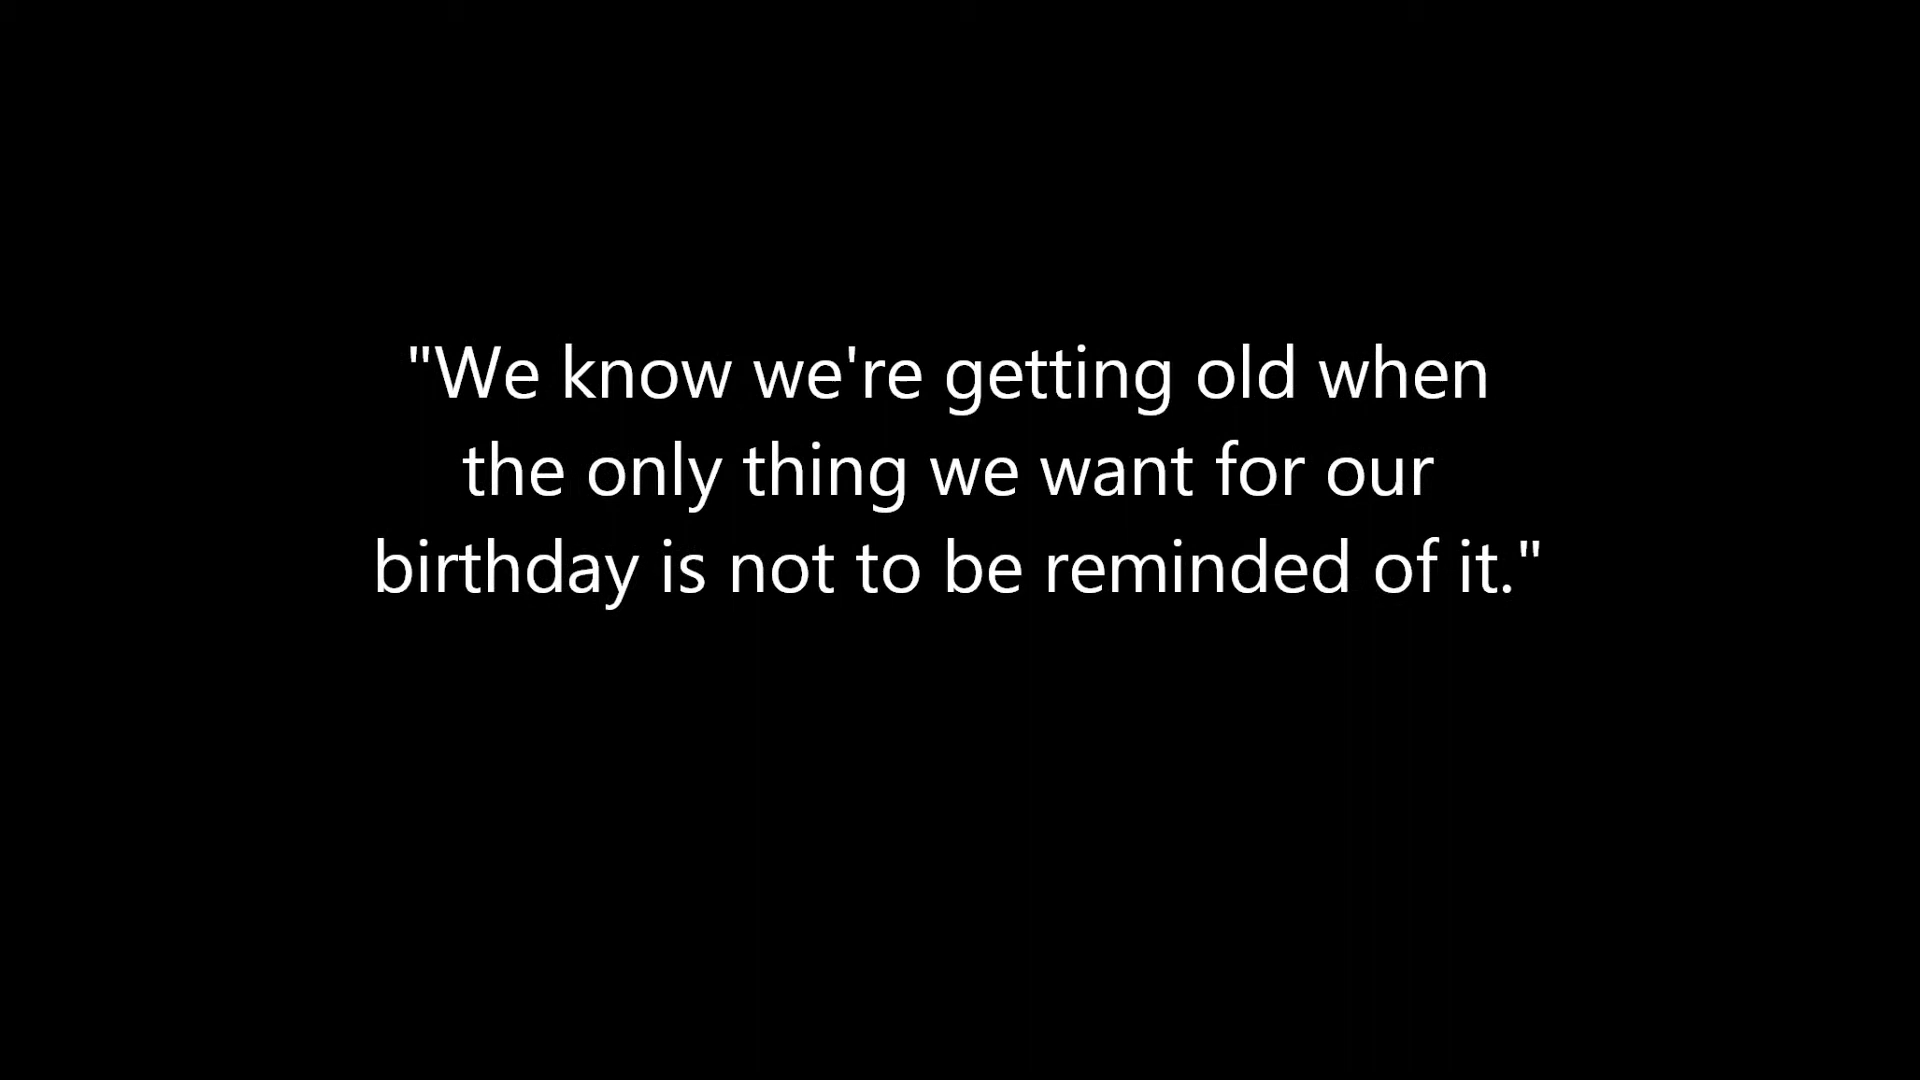 "We know we're getting old when
the only thing we want for our
birthday is not to be reminded of it."